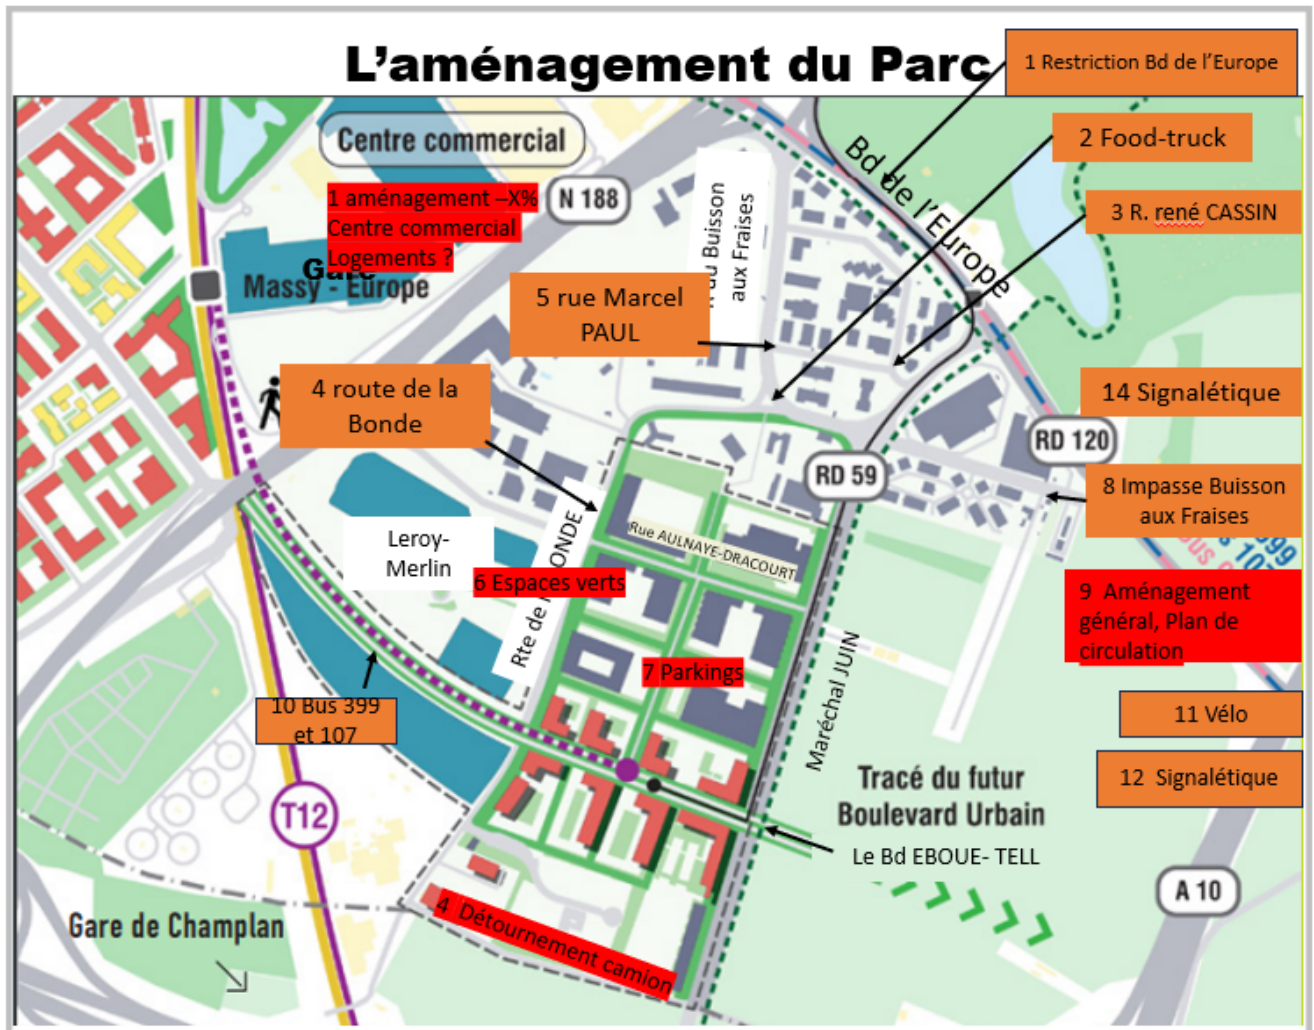 L'aménagement du Parc
1 Restriction Bd de l'Europe
Centre commercial
2 Food-truck
Bd de l'Europe
N 188
1 aménagement –X%
Centre commercial
Logements ?
3 R. rené CASSIN
Gare
Massy - Europe
du Buisson
aux Fraises
5 rue Marcel
PAUL
4 route de la
Bonde
14 Signalétique
RD 120
RD 59
8 Impasse Buisson
aux Fraises
Leroy-
Merlin
Rue AULNAYE-DRACOURT
399
6 Espaces verts
Rte de ONDE
9 Aménagement
général, Plan de
circulation
7 Parkings
Maréchal JUIN
10 Bus 399
et 107
11 Vélo
12 Signalétique
Tracé du futur
Boulevard Urbain
T12
Le Bd EBOUE- TELL
A 10
4 Détournement camion
Gare de Champlan